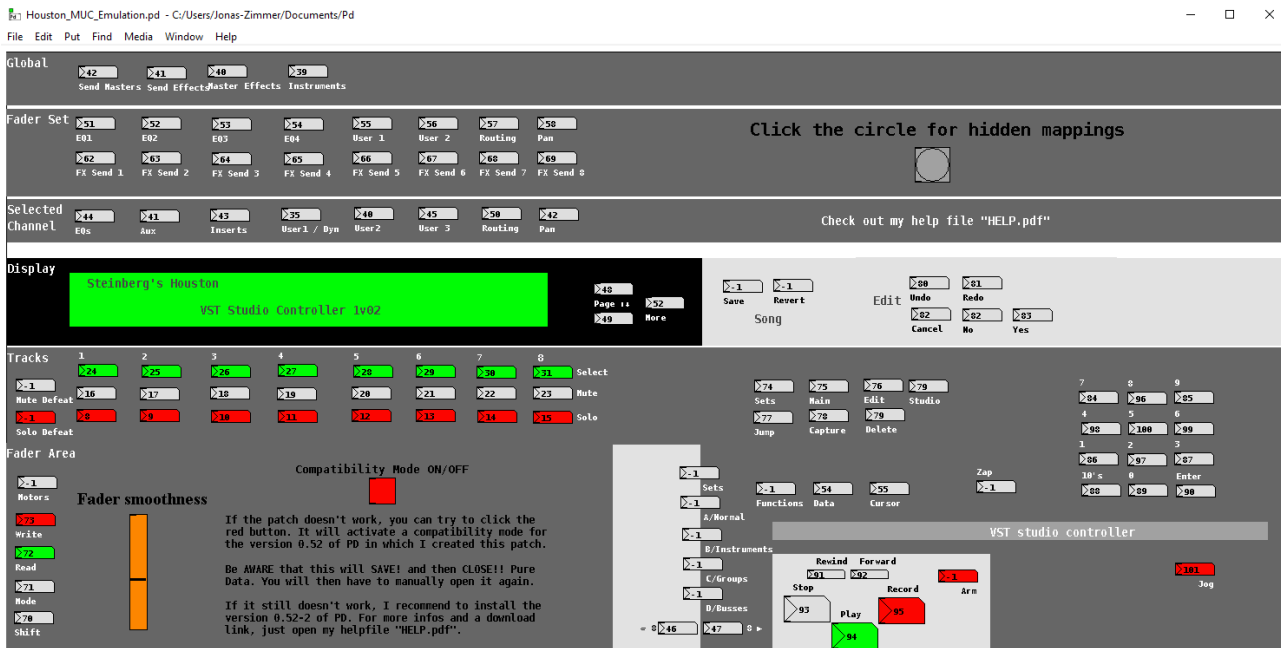 Houston_MUC_Emulation.pd - C:/Users/Jonas-Zimmer/Documents/Pd
File Edit Put Find Media Window Help
Global
42 41 40 39
Send Masters Send Effects Master Effects Instruments
Fader Set
51 52 53 54 55 56 57 58
EQ1 EQ2 EQ3 EQ4 User 1 User 2 Routing Pan
62 63 64 65 66 67 68 69
FX Send 1 FX Send 2 FX Send 3 FX Send 4 FX Send 5 FX Send 6 FX Send 7 FX Send 8
Click the circle for hidden mappings
Selected
Channel
44 41 43 35 40 45 50 42
EQs Aux Inserts User1 / Dyn User2 User 3 Routing Pan
Check out my help file "HELP.pdf"
Display
Steinberg's Houston
VST Studio Controller 1v02
48
Page ↑↓
49
52
More
-1 -1
Save Revert
Song
Edit
80 81
Undo Redo
82 82 83
Cancel No Yes
Tracks
1 2 3 4 5 6 7 8
24 25 26 27 28 29 30 31 Select
-1
Mute Defeat
16 17 18 19 20 21 22 23 Mute
-1
Solo Defeat
8 9 10 11 12 13 14 15 Solo
74 75 76 79
Sets Main Edit Studio
77 78 79
Jump Capture Delete
7 8 9
84 96 85
4 5 6
98 100 99
1 2 3
86 97 87
10's 0 Enter
88 89 90
Fader Area
-1
Motors
73
Write
72
Read
71
Mode
70
Shift
Fader smoothness
Compatibility Mode ON/OFF
If the patch doesn't work, you can try to click the
red button. It will activate a compatibility mode for
the version 0.52 of PD in which I created this patch.
Be AWARE that this will SAVE! and then CLOSE!! Pure
Data. You will then have to manually open it again.
If it still doesn't work, I recommend to install the
version 0.52-2 of PD. For more infos and a download
link, just open my helpfile "HELP.pdf".
-1
Sets
-1
A/Normal
-1
B/Instruments
-1
C/Groups
-1
D/Busses
◄ 8 46 47 8 ►
-1 54 55
Functions Data Cursor
Zap
-1
VST studio controller
Rewind Forward
91 92
Stop
93
Play
94
Record
95
-1
Arm
101
Jog